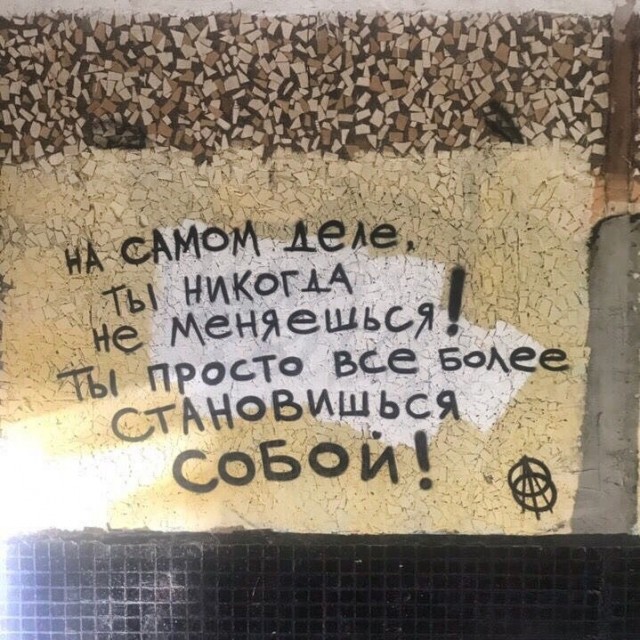 НА САМОМ ДЕЛЕ,
ТЫ НИКОГДА
НЕ МЕНЯЕШЬСЯ!
ТЫ ПРОСТО ВСЕ БОЛЕЕ
СТАНОВИШЬСЯ
СОБОЙ!